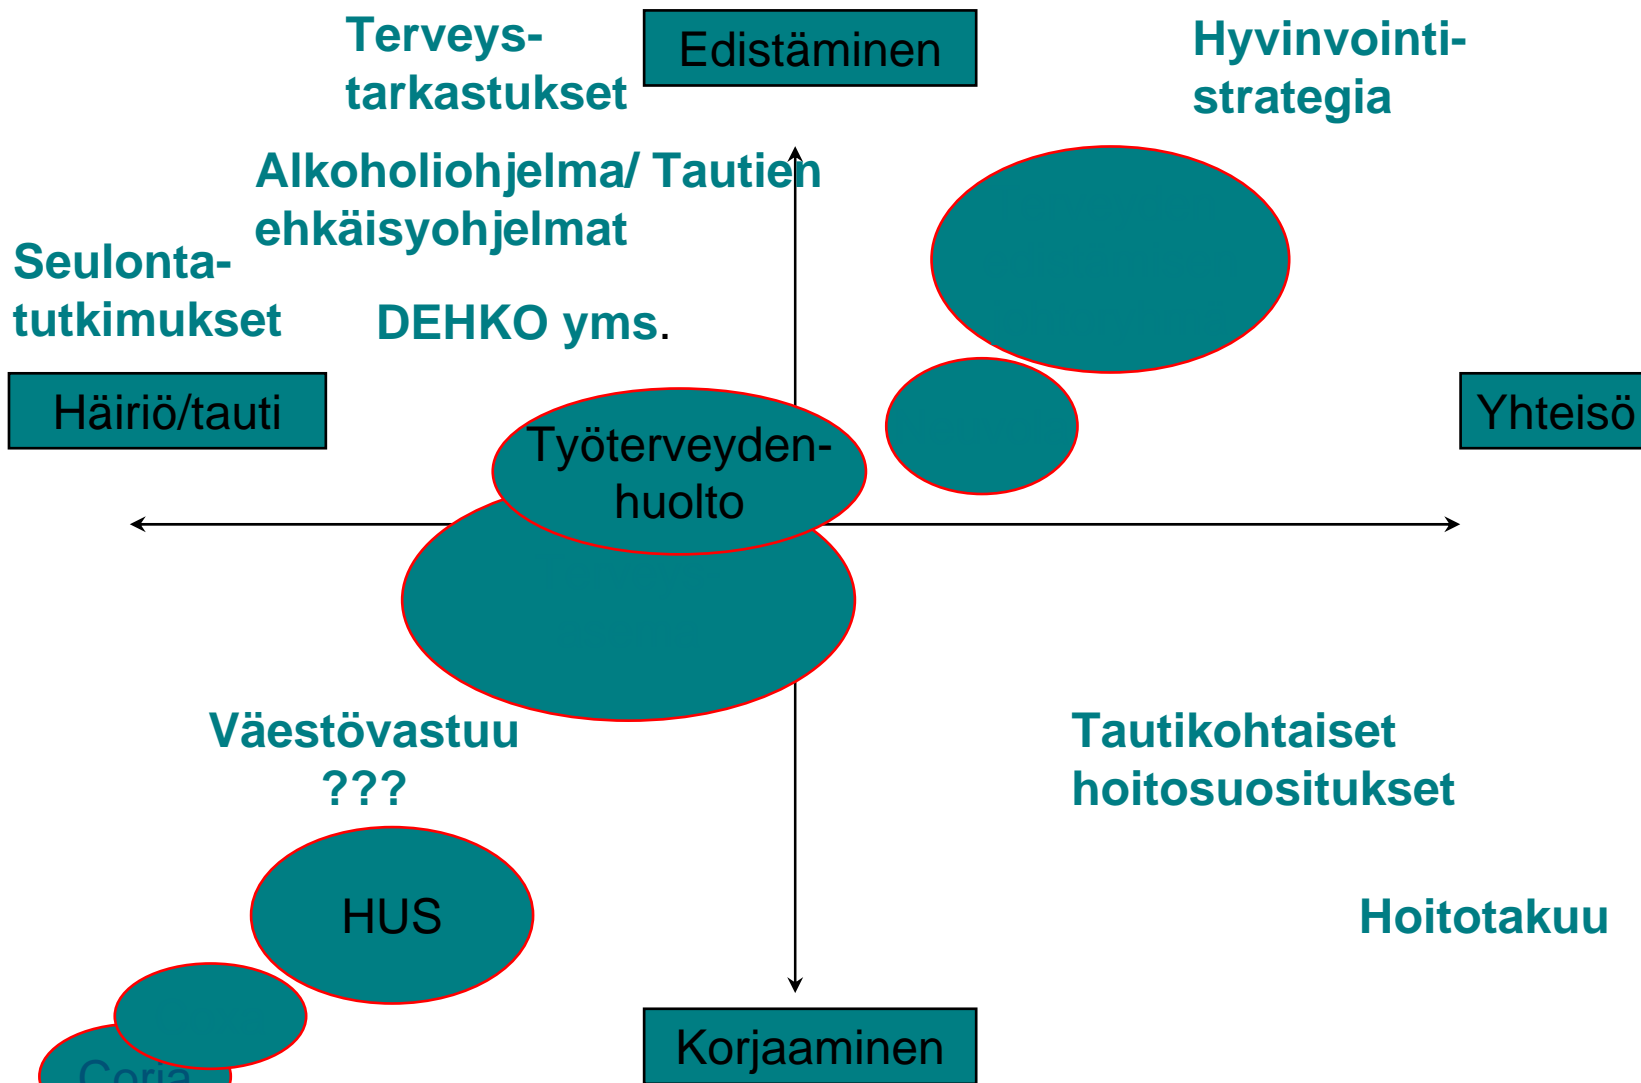 Terveys-
tarkastukset
Edistäminen
Hyvinvointi-
strategia
Alkoholiohjelma/ Tautien
ehkäisyohjelmat
Seulonta-
tutkimukset
DEHKO yms.
Häiriö/tauti
Yhteisö
Työterveyden-
huolto
Väestövastuu
???
Tautikohtaiset
hoitosuositukset
HUS
Hoitotakuu
Korjaaminen